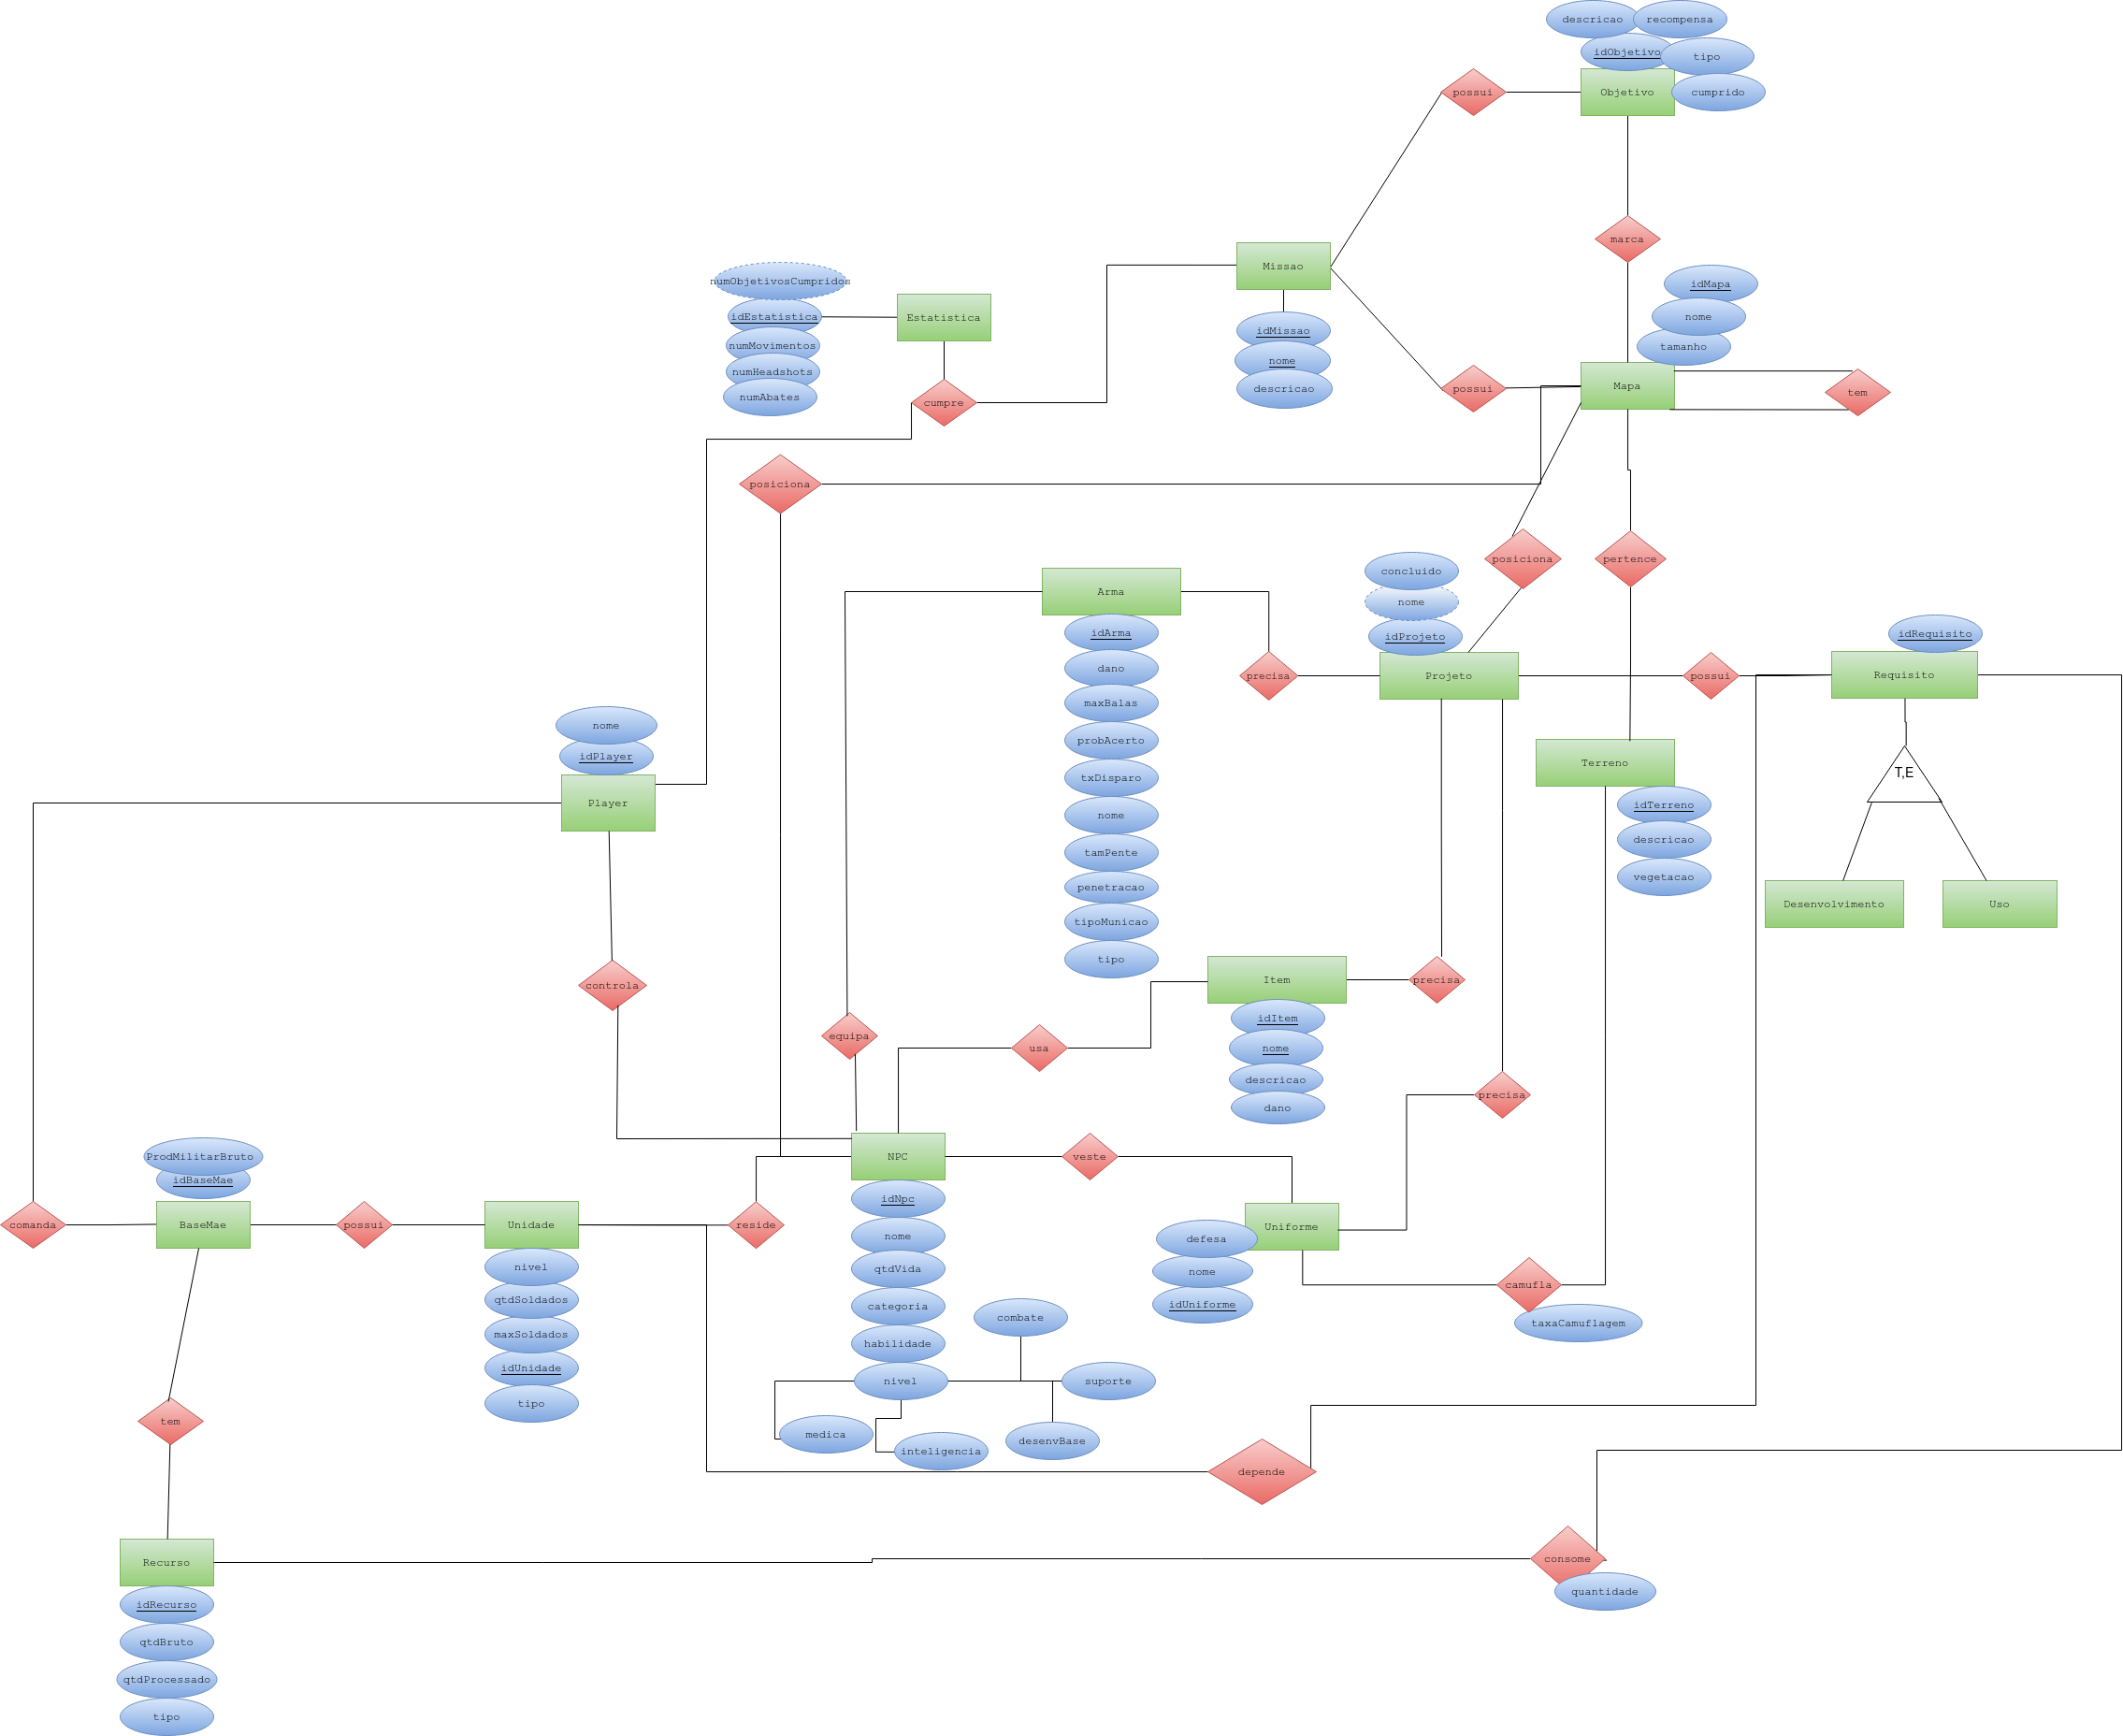 descricao
recompensa
idObjetivo
tipo
possui
Objetivo
cumprido
marca
Missao
numObjetivosCumpridos
idMapa
idEstatistica
Estatistica
nome
idMissao
numMovimentos
tamanho
nome
numHeadshots
Mapa
descricao
tem
numAbates
cumpre
possui
posiciona
posiciona
pertence
concluido
Arma
nome
idArma
idProjeto
idRequisito
dano
precisa
Projeto
possui
Requisito
maxBalas
nome
probAcerto
idPlayer
Terreno
T,E
txDisparo
Player
idTerreno
nome
descricao
tamPente
vegetacao
penetracao
Desenvolvimento
Uso
tipoMunicao
tipo
controla
Item
precisa
idItem
equipa
usa
nome
descricao
precisa
dano
ProdMilitarBruto
NPC
veste
idBaseMae
idNpc
comanda
BaseMae
possui
Unidade
reside
Uniforme
nome
defesa
nivel
qtdVida
nome
camufla
qtdSoldados
categoria
idUniforme
combate
taxaCamuflagem
maxSoldados
habilidade
idUnidade
nivel
suporte
tipo
tem
medica
desenvBase
inteligencia
depende
Recurso
consome
idRecurso
quantidade
qtdBruto
qtdProcessado
tipo